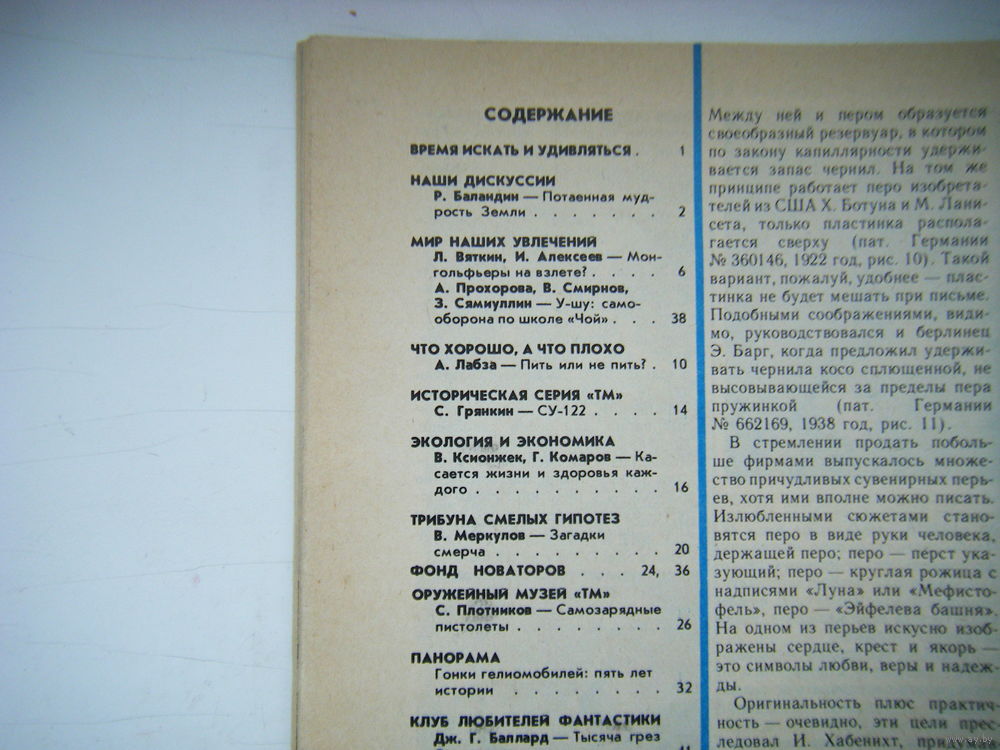 СОДЕРЖАНИЕ
ВРЕМЯ ИСКАТЬ И УДИВЛЯТЬСЯ . 1
НАШИ ДИСКУССИИ
Р. Баландин — Потаенная муд-
рость Земли . . . . . . . 2
МИР НАШИХ УВЛЕЧЕНИЙ
Л. Вяткин, И. Алексеев — Мон-
гольфьеры на взлете? . . . . 6
А. Прохорова, В. Смирнов,
З. Сямиуллин — У-шу: само-
оборона по школе «Чой» . . . 38
ЧТО ХОРОШО, А ЧТО ПЛОХО
А. Лабза — Пить или не пить? . 10
ИСТОРИЧЕСКАЯ СЕРИЯ «ТМ»
С. Грянкин — СУ-122 . . . . 14
ЭКОЛОГИЯ И ЭКОНОМИКА
В. Ксионжек, Г. Комаров — Ка-
сается жизни и здоровья каж-
дого . . . . . . . . . . 16
ТРИБУНА СМЕЛЫХ ГИПОТЕЗ
В. Меркулов — Загадки
смерча . . . . . . . . . 20
ФОНД НОВАТОРОВ . . . 24, 36
ОРУЖЕЙНЫЙ МУЗЕЙ «ТМ»
С. Плотников — Самозарядные
пистолеты . . . . . . . . 26
ПАНОРАМА
Гонки гелиомобилей: пять лет
истории . . . . . . . . 32
КЛУБ ЛЮБИТЕЛЕЙ ФАНТАСТИКИ
Дж. Г. Баллард — Тысяча грез
Между ней и пером образуется
своеобразный резервуар, в котором
по закону капиллярности удержи-
вается запас чернил. На том же
принципе работает перо изобрета-
телей из США Х. Ботуна и М. Лани-
сета, только пластинка распола-
гается сверху (пат. Германии
№ 360146, 1922 год, рис. 10). Такой
вариант, пожалуй, удобнее — плас-
тинка не будет мешать при письме.
Подобными соображениями, види-
мо, руководствовался и берлинец
Э. Барг, когда предложил удержи-
вать чернила косо сплющенной, не
высовывающейся за пределы пера
пружинкой (пат. Германии
№ 662169, 1938 год, рис. 11).
В стремлении продать поболь-
ше фирмами выпускалось множе-
ство причудливых сувенирных перь-
ев, хотя ими вполне можно писать.
Излюбленными сюжетами стано-
вятся перо в виде руки человека,
держащей перо; перо — перст ука-
зующий; перо — круглая рожица с
надписями «Луна» или «Мефисто-
фель», перо — «Эйфелева башня».
На одном из перьев искусно изоб-
ражены сердце, крест и якорь —
это символы любви, веры и надеж-
ды.
Оригинальность плюс практич-
ность — очевидно, эти цели прес-
ледовал И. Хабенихт,
www.ay.by